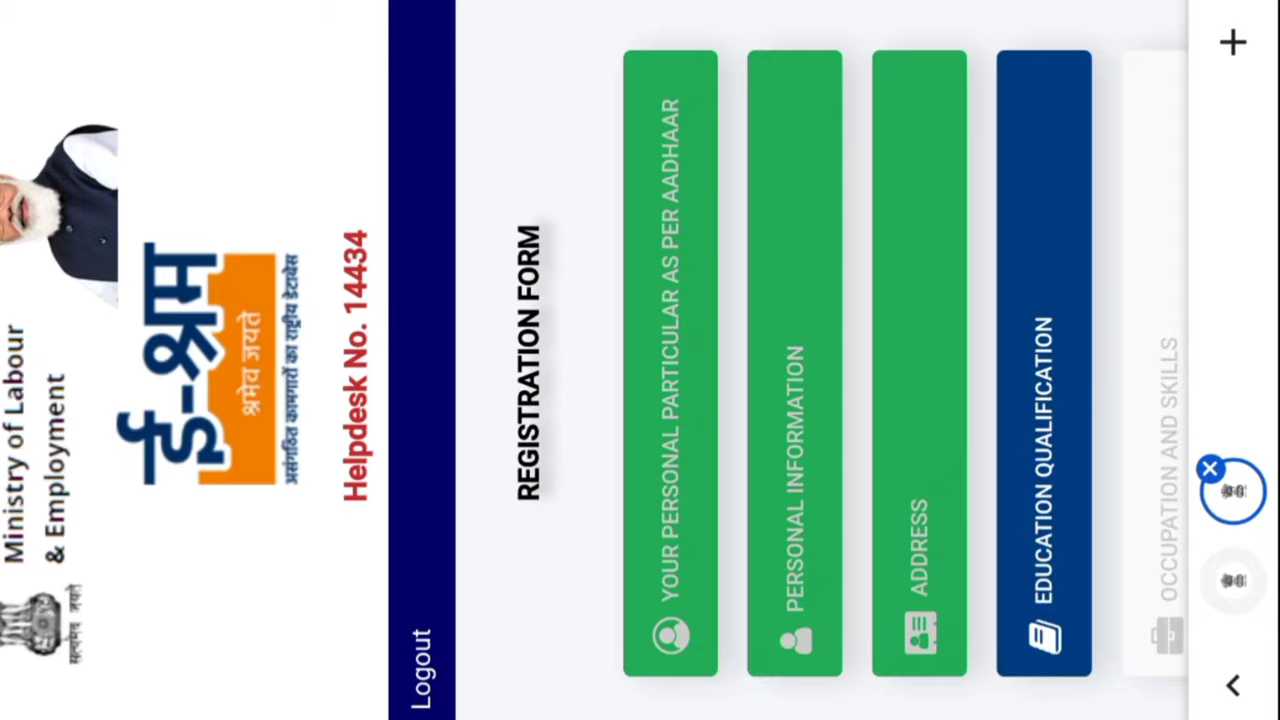 Ministry of Labour
& Employment
सत्यमेव जयते
ई-श्रम
श्रमेव जयते
असंगठित कामगारों का राष्ट्रीय डेटाबेस
Helpdesk No. 14434
Logout
REGISTRATION FORM
YOUR PERSONAL PARTICULAR AS PER AADHAAR
PERSONAL INFORMATION
ADDRESS
EDUCATION QUALIFICATION
OCCUPATION AND SKILLS